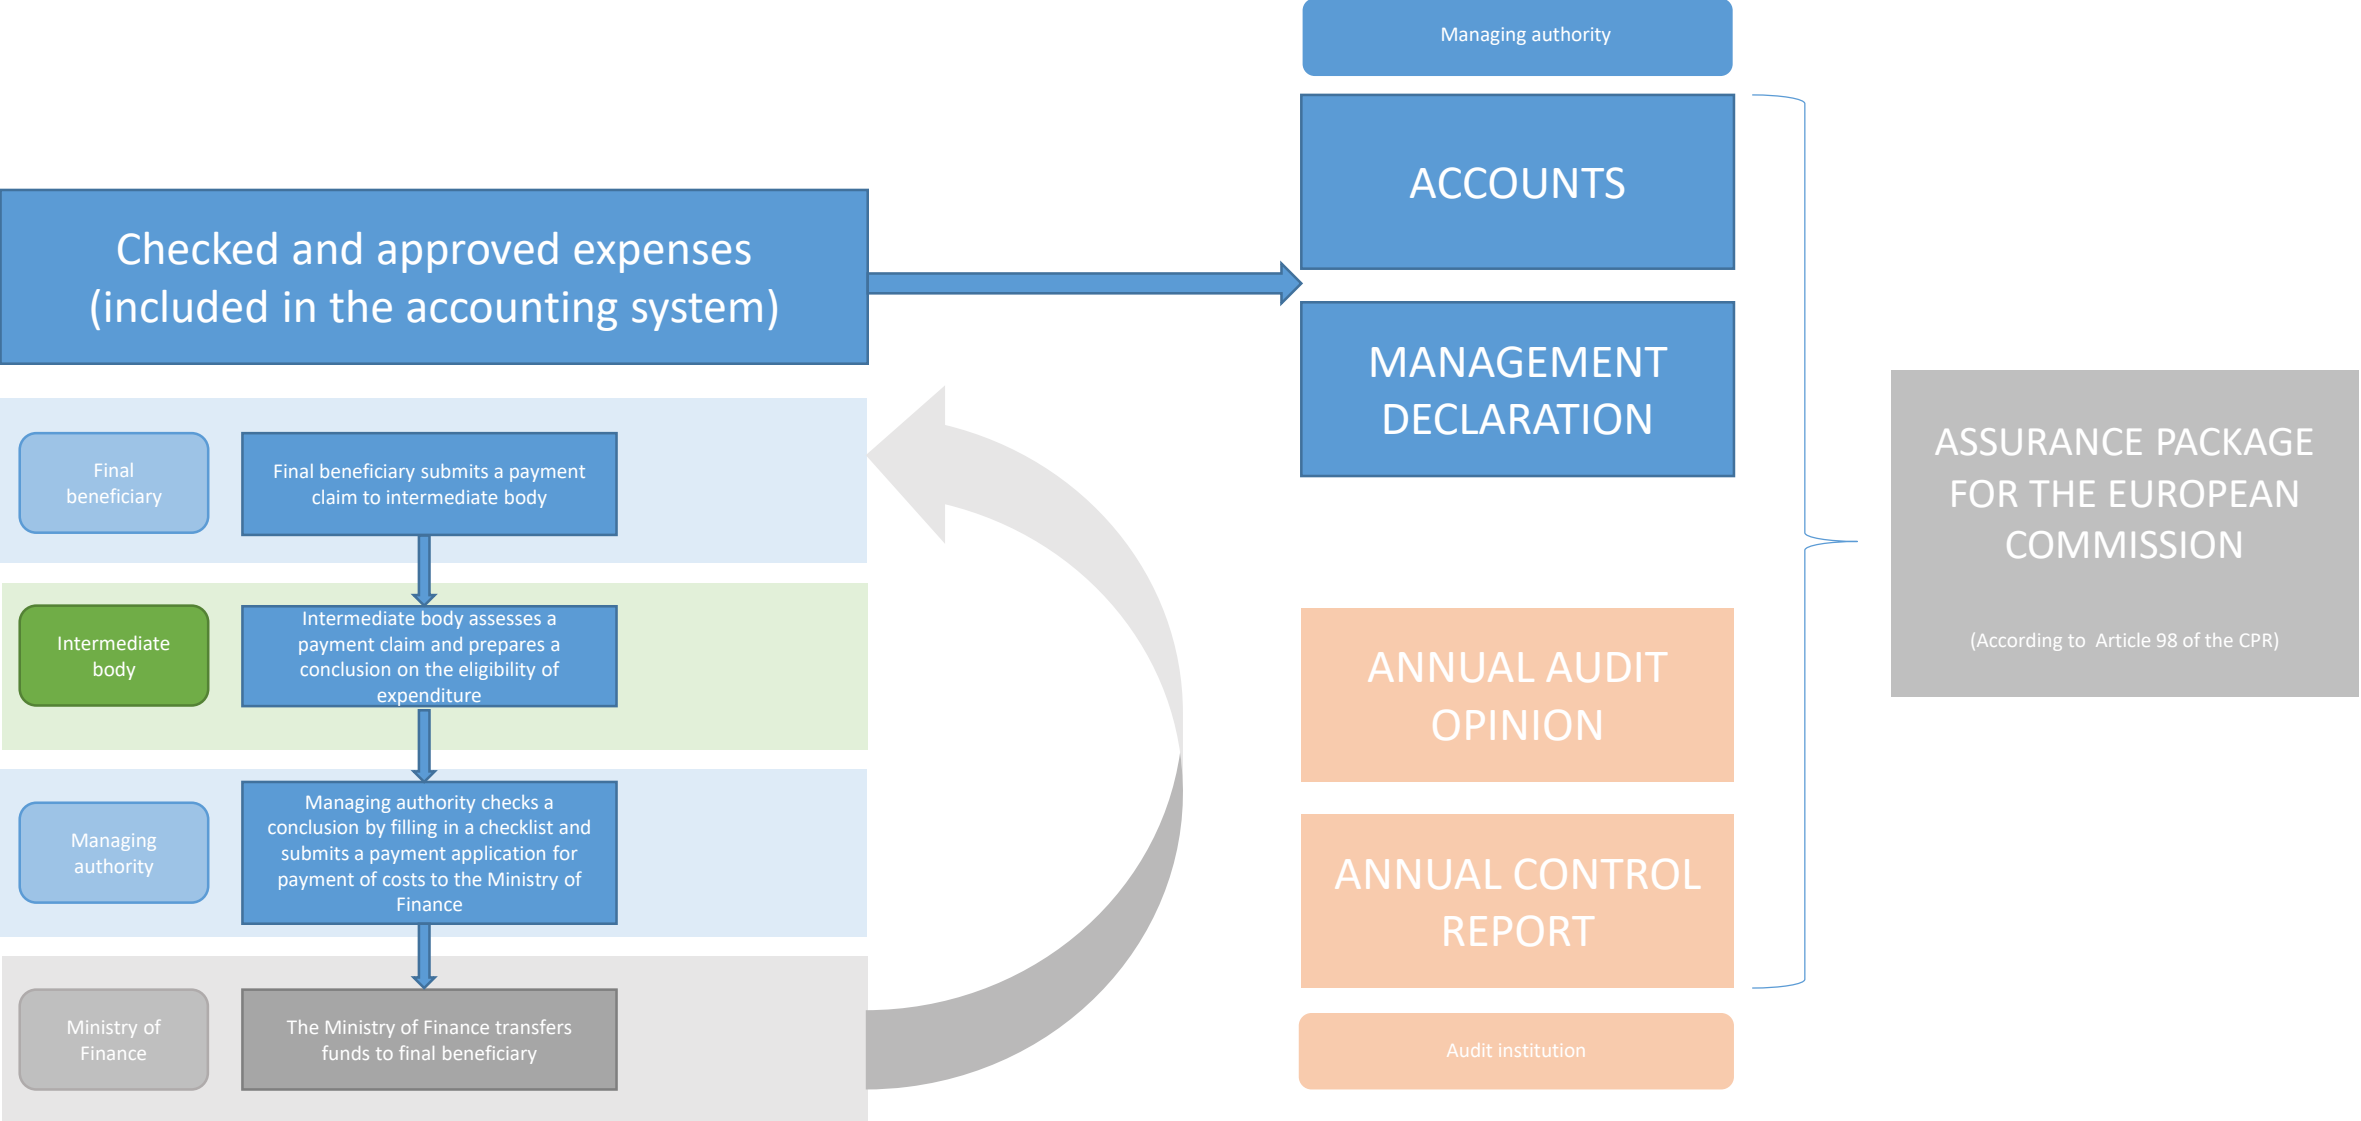 Checked and approved expenses
(included in the accounting system)
Final
beneficiary
Final beneficiary submits a payment
claim to intermediate body
Intermediate
body
Intermediate body assesses a
payment claim and prepares a
conclusion on the eligibility of
expenditure
Managing
authority
Managing authority checks a
conclusion by filling in a checklist and
submits a payment application for
payment of costs to the Ministry of
Finance
Ministry of
Finance
The Ministry of Finance transfers
funds to final beneficiary
Managing authority
ACCOUNTS
MANAGEMENT
DECLARATION
ANNUAL AUDIT
OPINION
ANNUAL CONTROL
REPORT
Audit institution
ASSURANCE PACKAGE
FOR THE EUROPEAN
COMMISSION
(According to Article 98 of the CPR)